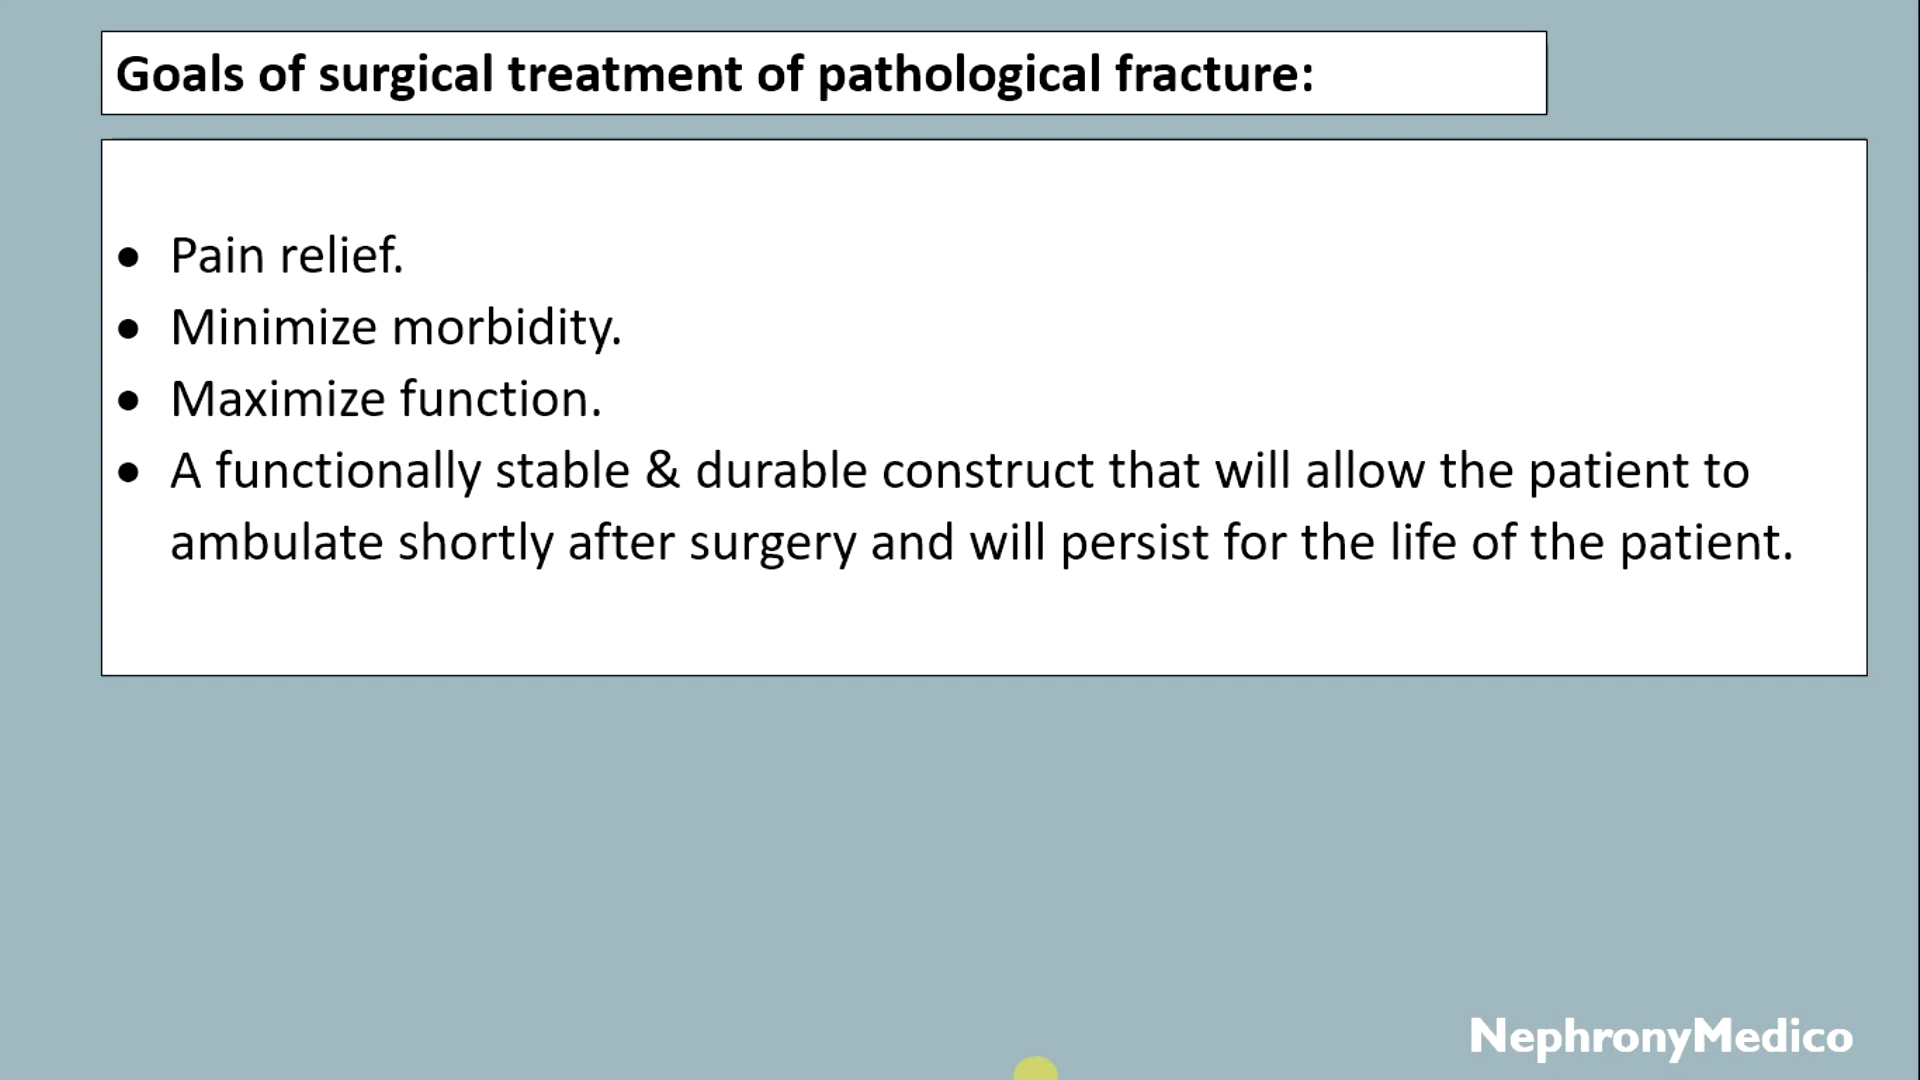 Goals of surgical treatment of pathological fracture:
• Pain relief.
• Minimize morbidity.
• Maximize function.
• A functionally stable & durable construct that will allow the patient to
ambulate shortly after surgery and will persist for the life of the patient.
NephronyMedico